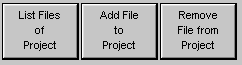 List Files
of
Project
Add File
to
Project
Remove
File from
Project